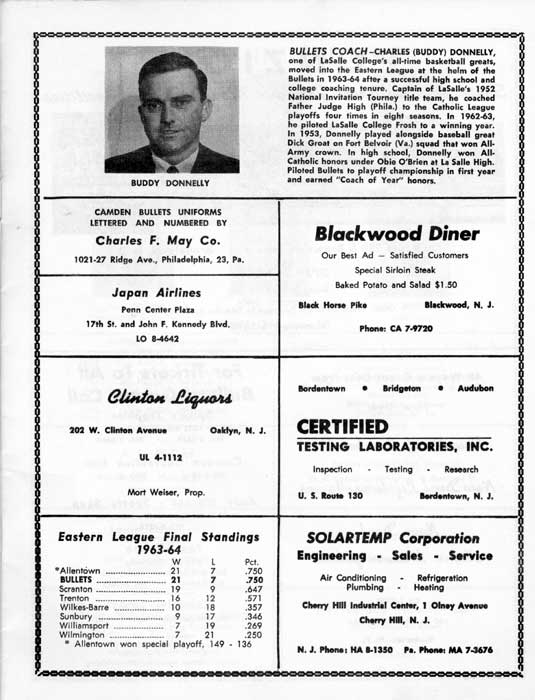 BULLETS COACH—CHARLES (BUDDY) DONNELLY,
one of LaSalle College's all-time basketball greats,
moved into the Eastern League at the helm of the
Bullets in 1963-64 after a successful high school and
college coaching tenure. Captain of LaSalle's 1952
National Invitation Tourney title team, he coached
Father Judge High (Phila.) to the Catholic League
playoffs four times in eight seasons. In 1962-63,
he piloted LaSalle College Frosh to a winning year.
In 1953, Donnelly played alongside baseball great
Dick Groat on Fort Belvoir (Va.) squad that won All-
Army crown. In high school, Donnelly won All-
Catholic honors under Obie O'Brien at La Salle High.
Piloted Bullets to playoff championship in first year
and earned "Coach of Year" honors.
BUDDY DONNELLY
CAMDEN BULLETS UNIFORMS
LETTERED AND NUMBERED BY
Charles F. May Co.
1021-27 Ridge Ave., Philadelphia, 23, Pa.
Blackwood Diner
Our Best Ad — Satisfied Customers
Special Sirloin Steak
Baked Potato and Salad $1.50
Black Horse Pike Blackwood, N. J.
Phone: CA 7-9720
Japan Airlines
Penn Center Plaza
17th St. and John F. Kennedy Blvd.
LO 8-4642
Clinton Liquors
202 W. Clinton Avenue Oaklyn, N. J.
UL 4-1112
Mort Weiser, Prop.
Bordentown • Bridgeton • Audubon
CERTIFIED
TESTING LABORATORIES, INC.
Inspection - Testing - Research
U. S. Route 130 Bordentown, N. J.
Eastern League Final Standings
1963-64
W L Pct.
*Allentown 21 7 .750
BULLETS 21 7 .750
Scranton 19 9 .647
Trenton 16 12 .571
Wilkes-Barre 10 18 .357
Sunbury 9 17 .346
Williamsport 7 19 .269
Wilmington 7 21 .250
* Allentown won special playoff, 149 - 136
SOLARTEMP Corporation
Engineering - Sales - Service
Air Conditioning - Refrigeration
Plumbing - Heating
Cherry Hill Industrial Center, 1 Olney Avenue
Cherry Hill, N. J.
N. J. Phone: HA 8-1350 Pa. Phone: MA 7-3676